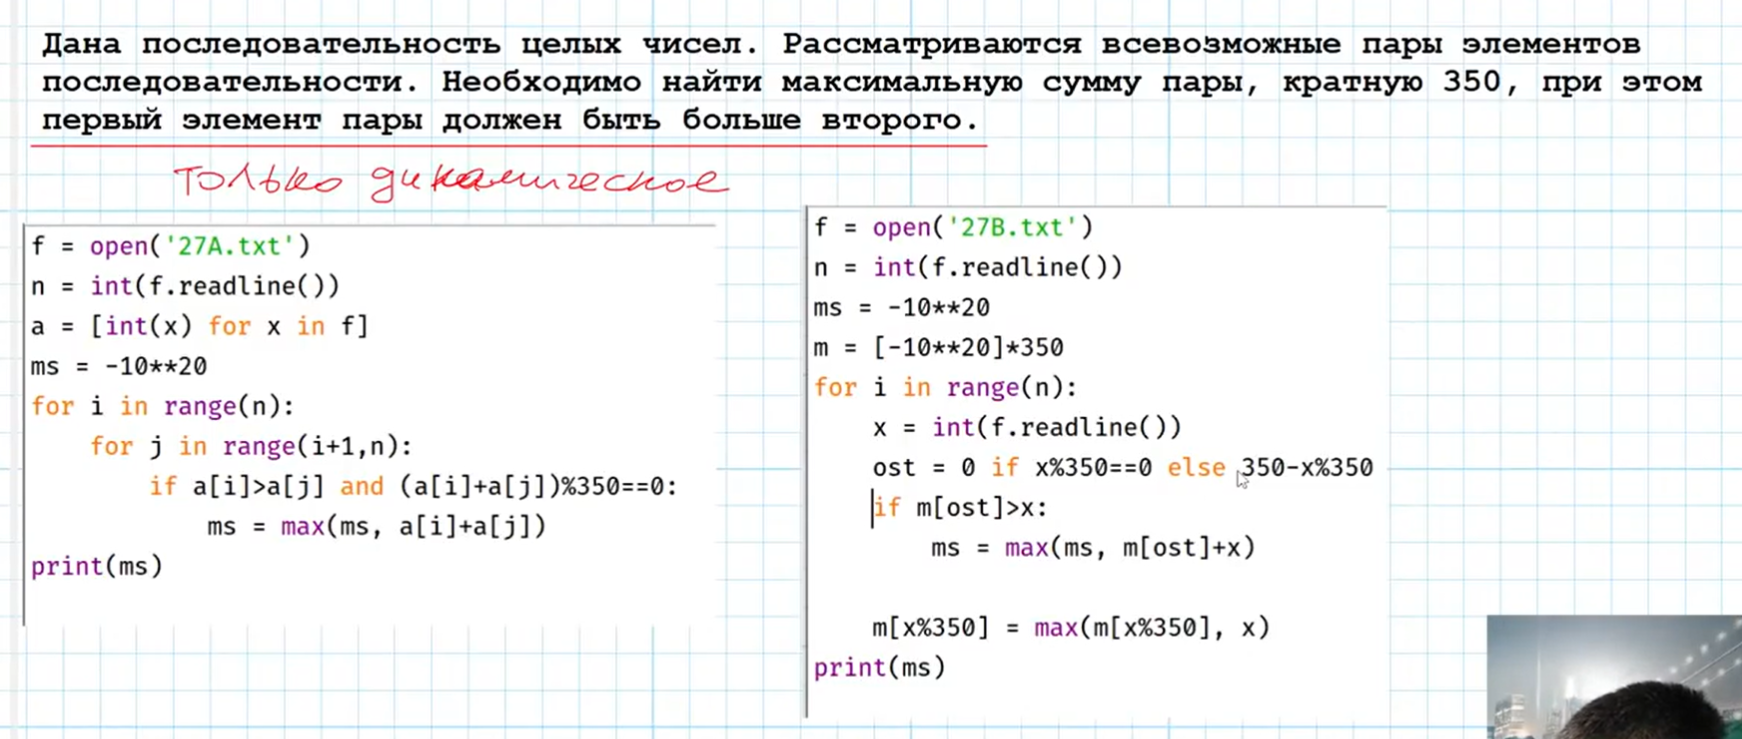 Дана последовательность целых чисел. Рассматриваются всевозможные пары элементов
последовательности. Необходимо найти максимальную сумму пары, кратную 350, при этом
первый элемент пары должен быть больше второго.
только динамическое
f = open('27A.txt')
n = int(f.readline())
a = [int(x) for x in f]
ms = -10**20
for i in range(n):
    for j in range(i+1,n):
        if a[i]>a[j] and (a[i]+a[j])%350==0:
            ms = max(ms, a[i]+a[j])
print(ms)
f = open('27B.txt')
n = int(f.readline())
ms = -10**20
m = [-10**20]*350
for i in range(n):
    x = int(f.readline())
    ost = 0 if x%350==0 else 350-x%350
    if m[ost]>x:
        ms = max(ms, m[ost]+x)
    m[x%350] = max(m[x%350], x)
print(ms)